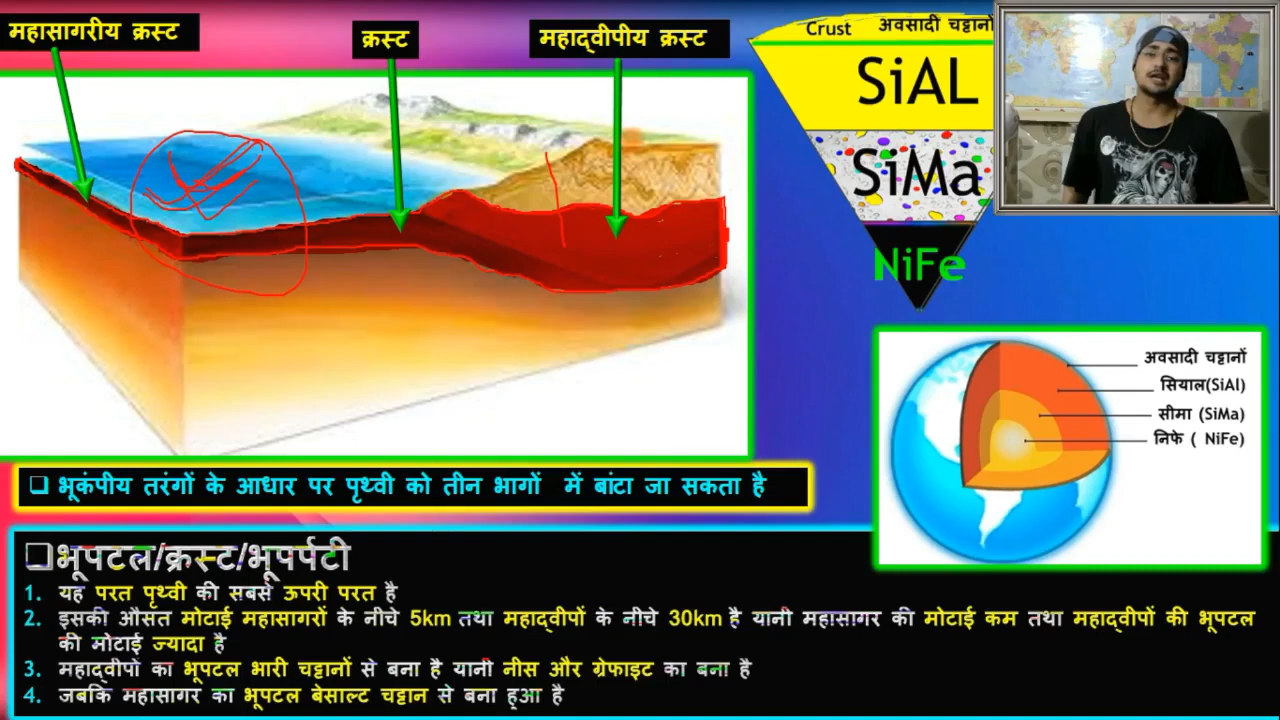 महासागरीय क्रस्ट
क्रस्ट
महाद्वीपीय क्रस्ट
Crust अवसादी चट्टानों
SiAL
SiMa
NiFe
अवसादी चट्टानों
सियाल(SiAl)
सीमा (SiMa)
निफे ( NiFe)
❑ भूकंपीय तरंगों के आधार पर पृथ्वी को तीन भागों में बांटा जा सकता है
❑भूपटल/क्रस्ट/भूपर्पटी
1. यह परत पृथ्वी की सबसे ऊपरी परत है
2. इसकी औसत मोटाई महासागरों के नीचे 5km तथा महाद्वीपों के नीचे 30km है यानी महासागर की मोटाई कम तथा महाद्वीपों की भूपटल
की मोटाई ज्यादा है
3. महाद्वीपों का भूपटल भारी चट्टानों से बना है यानी नीस और ग्रेफाइट का बना है
4. जबकि महासागर का भूपटल बेसाल्ट चट्टान से बना हुआ है